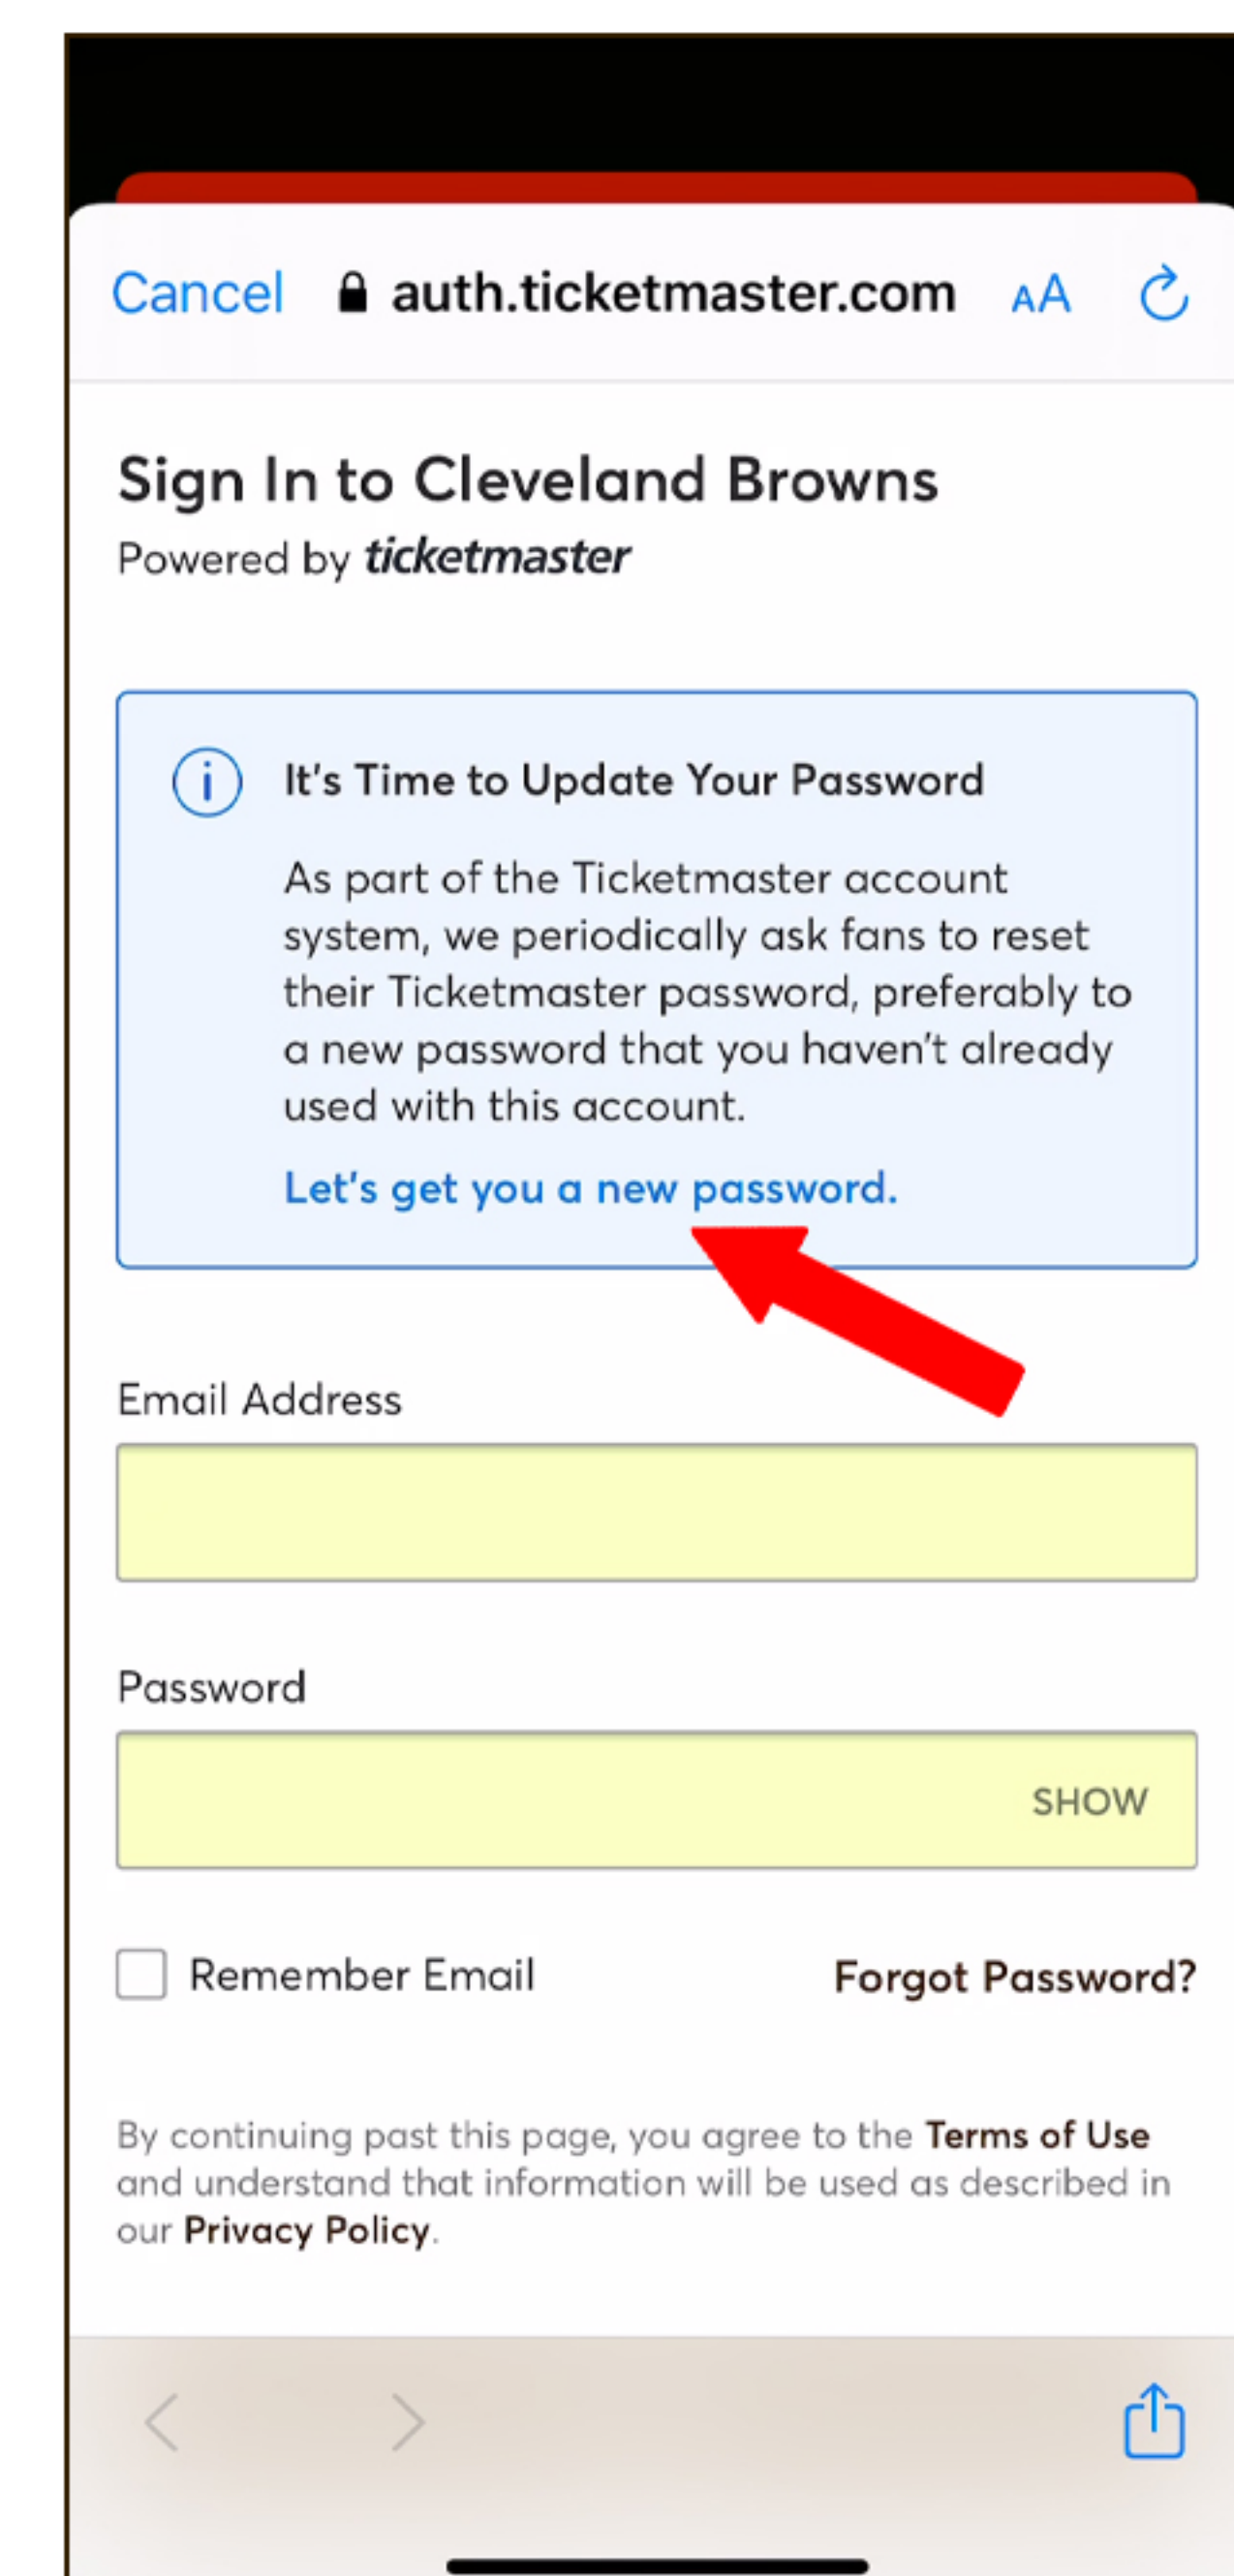 Cancel auth.ticketmaster.com AA
Sign In to Cleveland Browns
Powered by ticketmaster
It's Time to Update Your Password
As part of the Ticketmaster account
system, we periodically ask fans to reset
their Ticketmaster password, preferably to
a new password that you haven't already
used with this account.
Let's get you a new password.
Email Address
Password
SHOW
Remember Email Forgot Password?
By continuing past this page, you agree to the Terms of Use
and understand that information will be used as described in
our Privacy Policy.